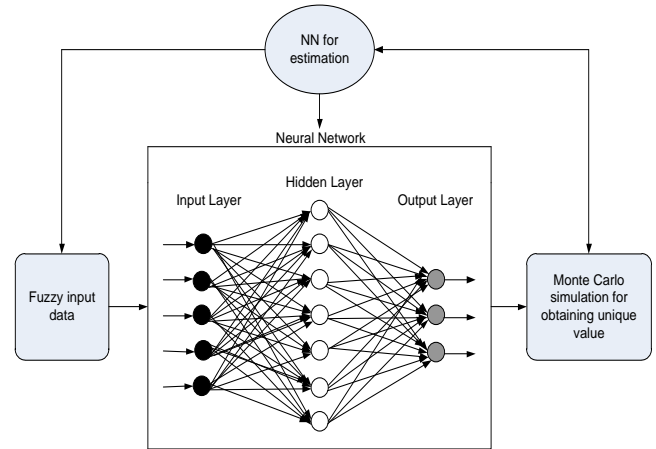 NN for
estimation
Neural Network
Hidden Layer
Input Layer
Output Layer
Fuzzy input
data
Monte Carlo
simulation for
obtaining unique
value